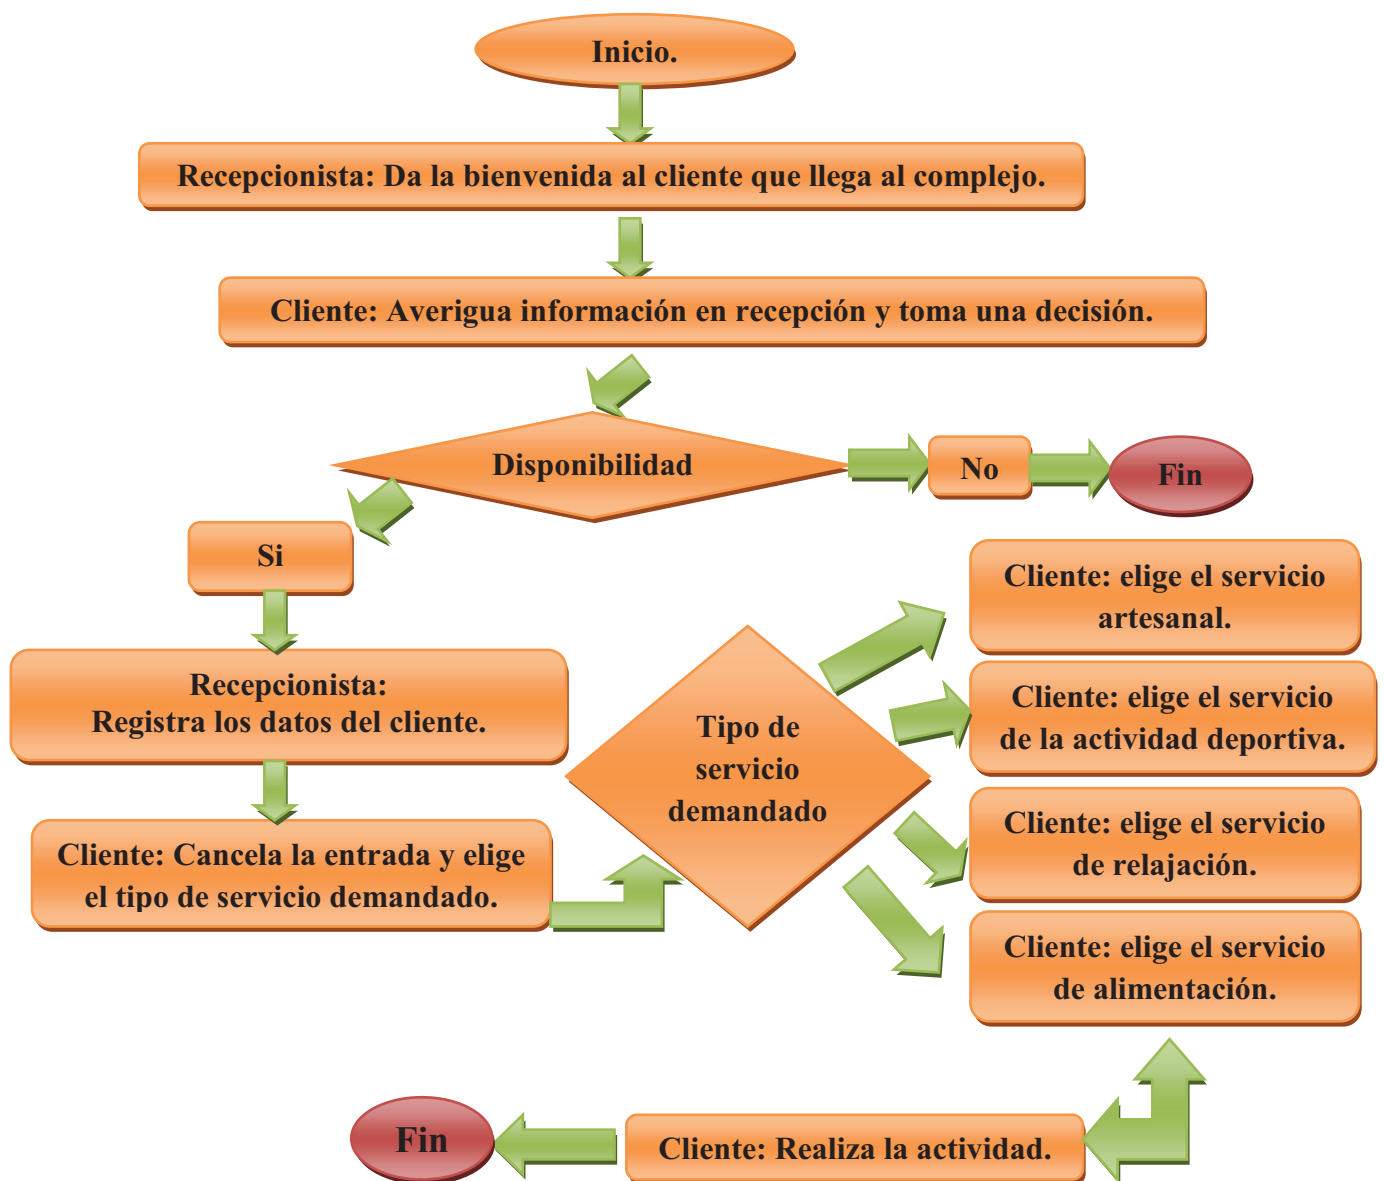 Inicio.
Recepcionista: Da la bienvenida al cliente que llega al complejo.
Cliente: Averigua información en recepción y toma una decisión.
Disponibilidad
No
Fin
Si
Recepcionista:
Registra los datos del cliente.
Cliente: Cancela la entrada y elige
el tipo de servicio demandado.
Tipo de
servicio
demandado
Cliente: elige el servicio
artesanal.
Cliente: elige el servicio
de la actividad deportiva.
Cliente: elige el servicio
de relajación.
Cliente: elige el servicio
de alimentación.
Cliente: Realiza la actividad.
Fin